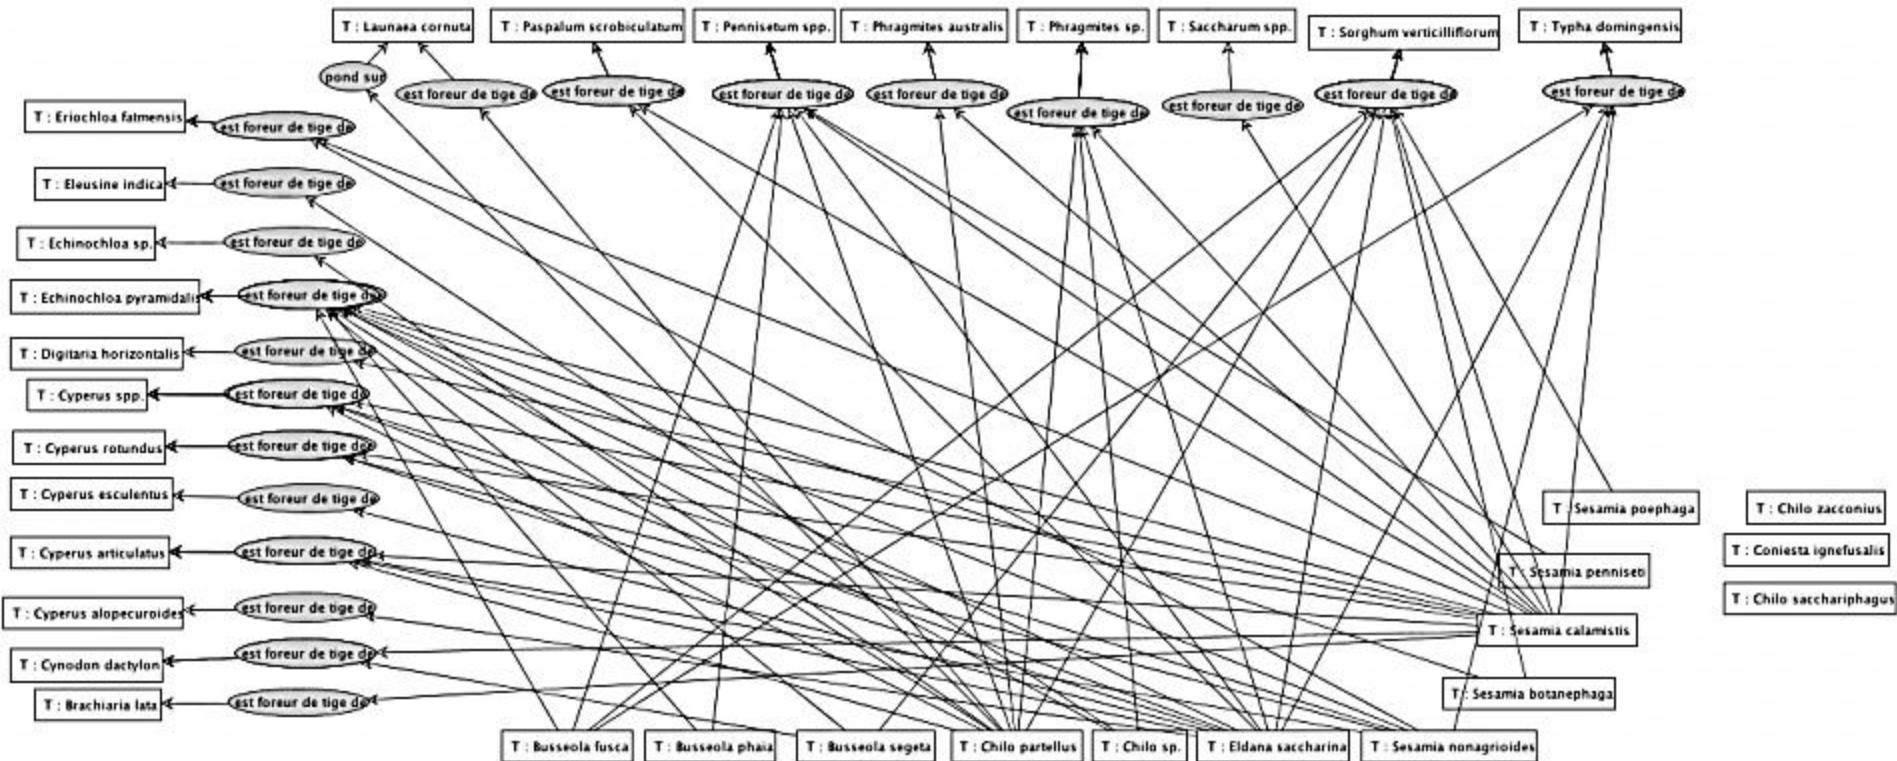 T : Launaea cornuta
T : Paspalum scrobiculatum
T : Pennisetum spp.
T : Phragmites australis
T : Phragmites sp.
T : Saccharum spp.
T : Sorghum verticilliflorum
T : Typha domingensis
pond sur
est foreur de tige de
est foreur de tige de
est foreur de tige de
est foreur de tige de
est foreur de tige de
est foreur de tige de
est foreur de tige de
est foreur de tige de
T : Eriochloa fatmensis
est foreur de tige de
T : Eleusine indica
est foreur de tige de
T : Echinochloa sp.
est foreur de tige de
T : Echinochloa pyramidalis
est foreur de tige de
T : Digitaria horizontalis
est foreur de tige de
T : Cyperus spp.
est foreur de tige de
T : Cyperus rotundus
est foreur de tige de
T : Cyperus esculentus
est foreur de tige de
T : Cyperus articulatus
est foreur de tige de
T : Cyperus alopecuroides
est foreur de tige de
T : Cynodon dactylon
est foreur de tige de
T : Brachiaria lata
est foreur de tige de
T : Sesamia poephaga
T : Chilo zacconius
T : Coniesta ignefusalis
T : Sesamia penniseti
T : Chilo sacchariphagus
T : Sesamia calamistis
T : Sesamia botanephaga
T : Busseola fusca
T : Busseola phaia
T : Busseola segeta
T : Chilo partellus
T : Chilo sp.
T : Eldana saccharina
T : Sesamia nonagrioides